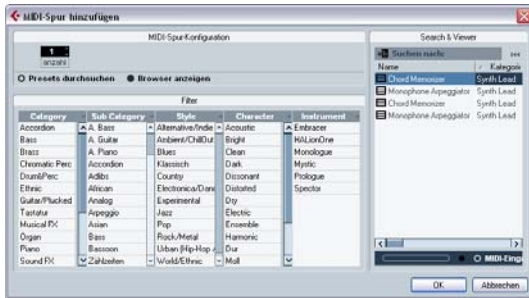 MIDI-Spur hinzufügen
MIDI-Spur-Konfiguration
1
anzahl
Presets durchsuchen
Browser anzeigen
Filter
Category
Sub Category
Style
Character
Instrument
Accordion
A. Bass
Alternative/Indie
Acoustic
Embracer
Bass
A. Guitar
Ambient/ChillOut
Bright
HALionOne
Brass
A. Piano
Blues
Clean
Monologue
Chromatic Perc
Accordion
Klassisch
Dark
Mystic
Drum&Perc
Adlibs
Country
Dissonant
Prologue
Ethnic
African
Electronica/Danc
Distorted
Spector
Guitar/Plucked
Analog
Experimental
Dry
Tastatur
Arpeggio
Jazz
Electric
Musical FX
Asian
Pop
Ensemble
Organ
Bass
Rock/Metal
Harmonic
Piano
Bassoon
Urban (Hip-Hop /
Dur
Sound FX
Zählzeiten
World/Ethnic
Moll
Search & Viewer
Suchen nach:
Name
Kategorie
Chord Memorizer
Synth Lead
Monophone Arpeggiator
Synth Lead
Chord Memorizer
Synth Lead
Monophone Arpeggiator
Synth Lead
MIDI-Eing
OK
Abbrechen